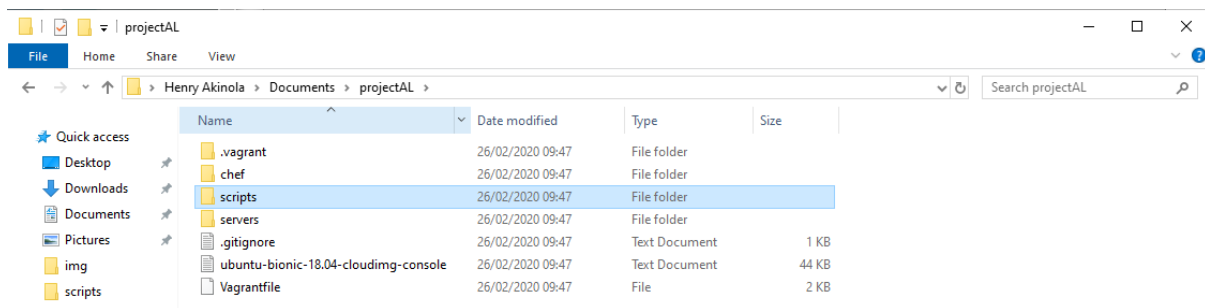 projectAL
File Home Share View
Henry Akinola > Documents > projectAL >
Search projectAL
Name Date modified Type Size
Quick access
Desktop
Downloads
Documents
Pictures
img
scripts
.vagrant 26/02/2020 09:47 File folder
chef 26/02/2020 09:47 File folder
scripts 26/02/2020 09:47 File folder
servers 26/02/2020 09:47 File folder
.gitignore 26/02/2020 09:47 Text Document 1 KB
ubuntu-bionic-18.04-cloudimg-console 26/02/2020 09:47 Text Document 44 KB
Vagrantfile 26/02/2020 09:47 File 2 KB